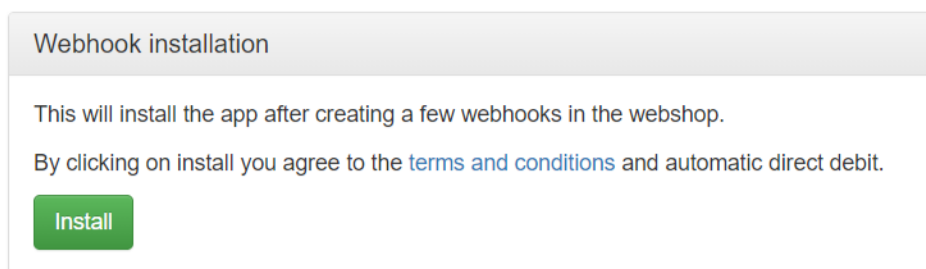 Webhook installation
This will install the app after creating a few webhooks in the webshop.
By clicking on install you agree to the terms and conditions and automatic direct debit.
Install